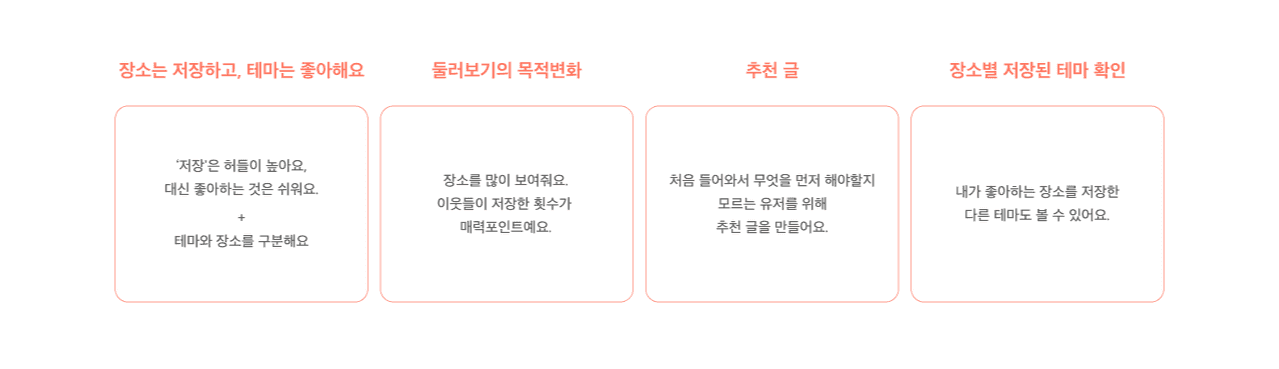 장소는 저장하고, 테마는 좋아해요
'저장'은 허들이 높아요,
대신 좋아하는 것은 쉬워요.
+
테마와 장소를 구분해요
둘러보기의 목적변화
장소를 많이 보여줘요.
이웃들이 저장한 횟수가
매력포인트예요.
추천 글
처음 들어와서 무엇을 먼저 해야할지
모르는 유저를 위해
추천 글을 만들어요.
장소별 저장된 테마 확인
내가 좋아하는 장소를 저장한
다른 테마도 볼 수 있어요.